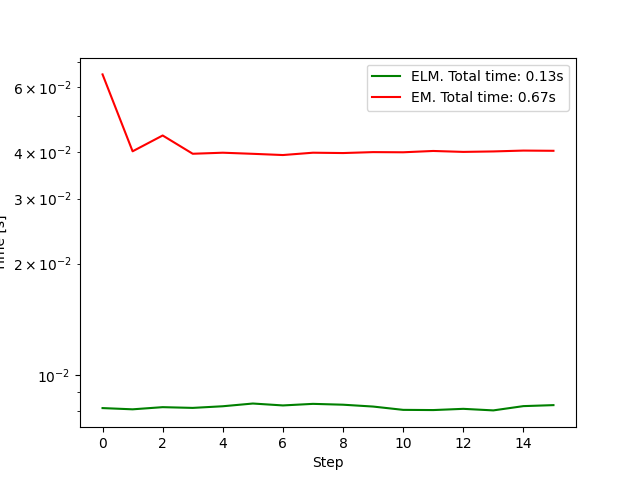 ELM. Total time: 0.13s
EM. Total time: 0.67s
6 × 10⁻²
4 × 10⁻²
3 × 10⁻²
2 × 10⁻²
10⁻²
0 2 4 6 8 10 12 14
Step